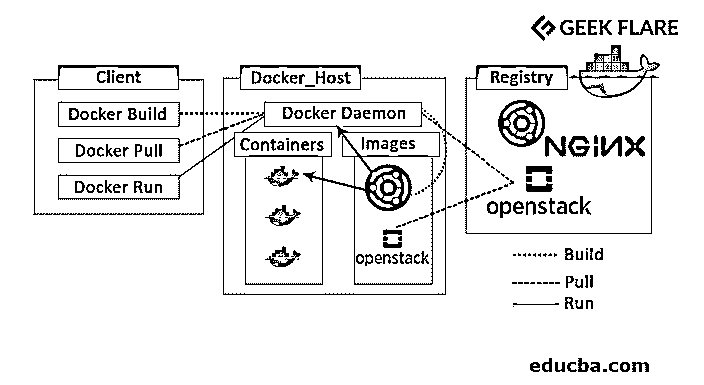 GEEK FLARE
Client
Docker_Host
Registry
Docker Build
Docker Pull
Docker Run
Docker Daemon
Containers
Images
openstack
NGiNX
openstack
Build
Pull
Run
educba.com